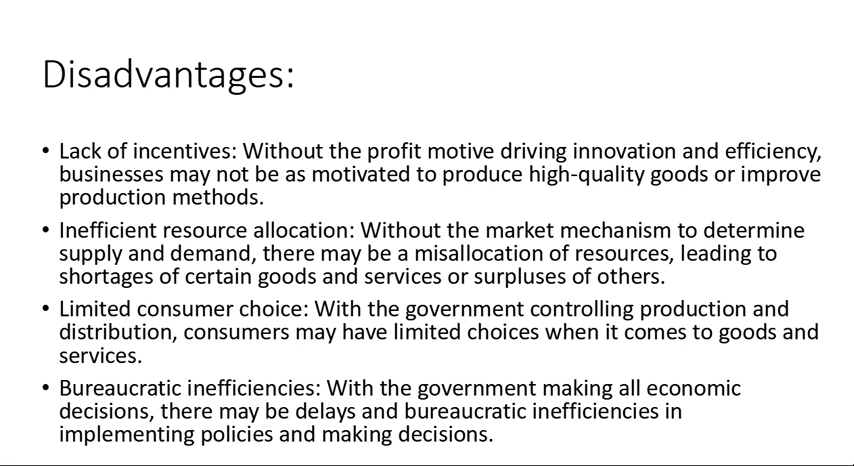 Disadvantages:
• Lack of incentives: Without the profit motive driving innovation and efficiency,
businesses may not be as motivated to produce high-quality goods or improve
production methods.
• Inefficient resource allocation: Without the market mechanism to determine
supply and demand, there may be a misallocation of resources, leading to
shortages of certain goods and services or surpluses of others.
• Limited consumer choice: With the government controlling production and
distribution, consumers may have limited choices when it comes to goods and
services.
• Bureaucratic inefficiencies: With the government making all economic
decisions, there may be delays and bureaucratic inefficiencies in
implementing policies and making decisions.